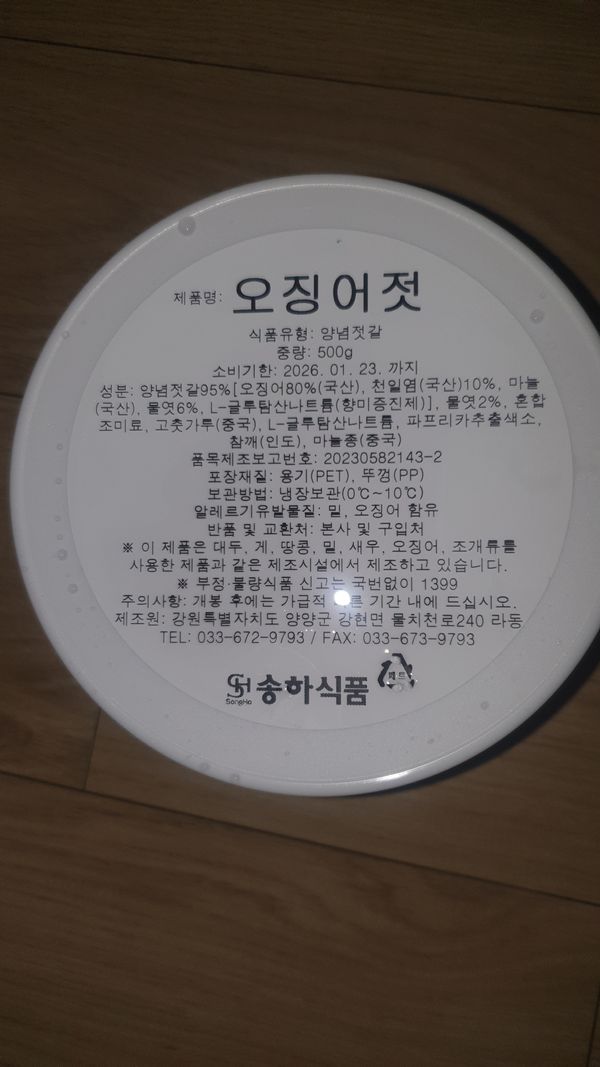 제품명: 오징어젓
식품유형: 양념젓갈
중량: 500g
소비기한: 2026. 01. 23. 까지
성분: 양념젓갈95%[오징어80%(국산), 천일염(국산)10%, 마늘
(국산), 물엿6%, L-글루탐산나트륨(향미증진제)], 물엿2%, 혼합
조미료, 고춧가루(중국), L-글루탐산나트륨, 파프리카추출색소,
참깨(인도), 마늘종(중국)
품목제조보고번호: 20230582143-2
포장재질: 용기(PET), 뚜껑(PP)
보관방법: 냉장보관(0℃~10℃)
알레르기유발물질: 밀, 오징어 함유
반품 및 교환처: 본사 및 구입처
※ 이 제품은 대두, 게, 땅콩, 밀, 새우, 오징어, 조개류를
사용한 제품과 같은 제조시설에서 제조하고 있습니다.
※ 부정·불량식품 신고는 국번없이 1399
주의사항: 개봉 후에는 가급적 른 기간 내에 드십시오.
제조원: 강원특별자치도 양양군 강현면 물치천로240 라동
TEL: 033-672-9793 / FAX: 033-673-9793
SH SongHa 송하식품